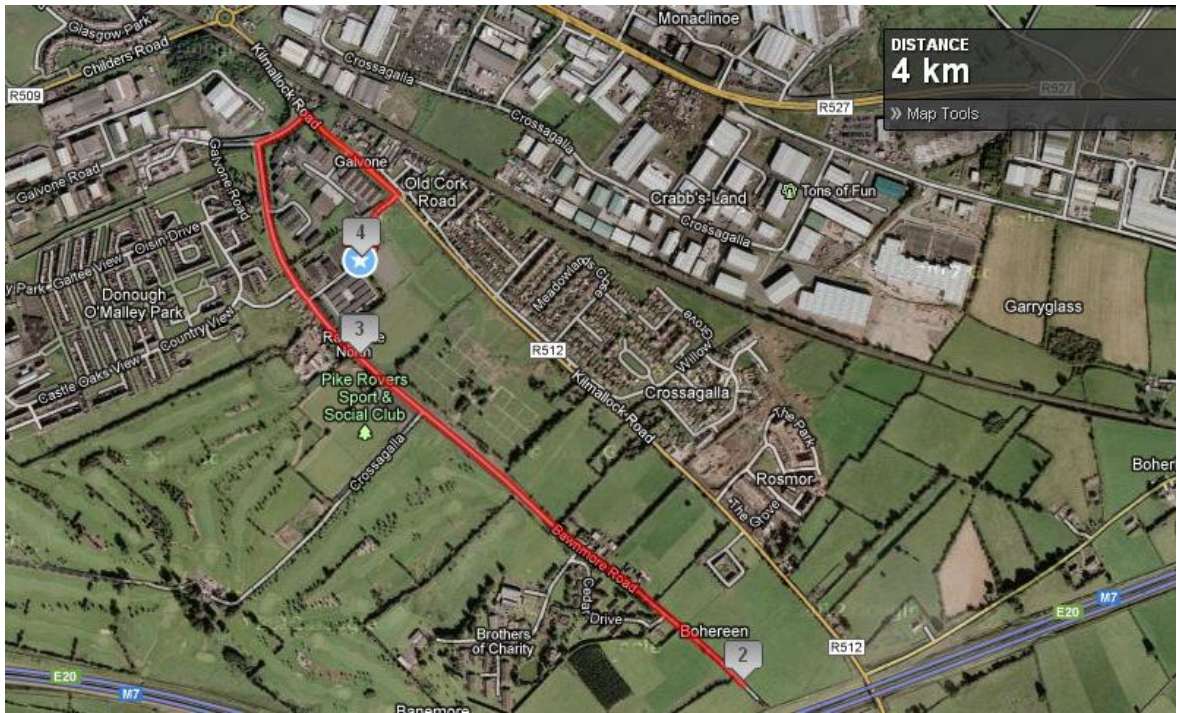 Glasgow Park
Childers Road
R509
Kilmallock Road
Crossagalla
Monaclinoe
R527
R527
DISTANCE
4 km
» Map Tools
Galvone Road
Galvone Road
Galvone
Old Cork
Road
Crossagalla
Crabb's-Land
Tons of Fun
Crossagalla
Oisin Drive
Galtee View
Park
Donough
O'Malley Park
Country View
Castle Oaks View
4
3
North
Pike Rovers
Sport &
Social Club
Crossagalla
Meadowlands Close
Willow
Grove
R512
Kilmallock Road
Crossagalla
Garryglass
The Park
Rosmor
The Grove
Bawnmore Road
Cedar
Drive
Brothers
of Charity
Bohereen
2
R512
E20
M7
E20
M7